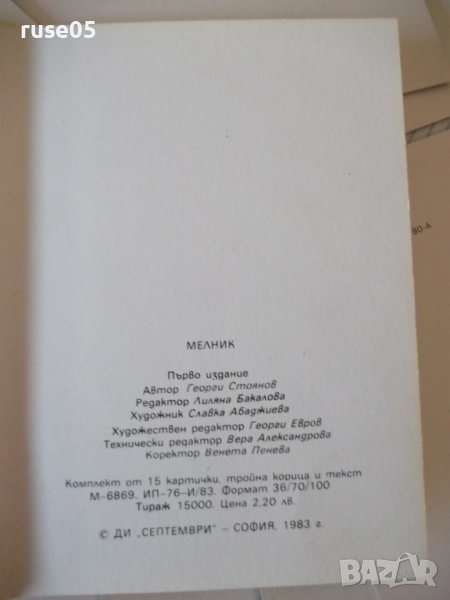 ruse05
80-А
МЕЛНИК
Първо издание
Автор Георги Стоянов
Редактор Лиляна Бакалова
Художник Славка Абаджиева
Художествен редактор Георги Евров
Технически редактор Вера Александрова
Коректор Венета Пенева
Комплект от 15 картички, тройна корица и текст
М–6869. ИП–76–И/83. Формат 36/70/100
Тираж 15000. Цена 2,20 лв.
© ДИ „СЕПТЕМВРИ" – СОФИЯ, 1983 г.
BAZAR